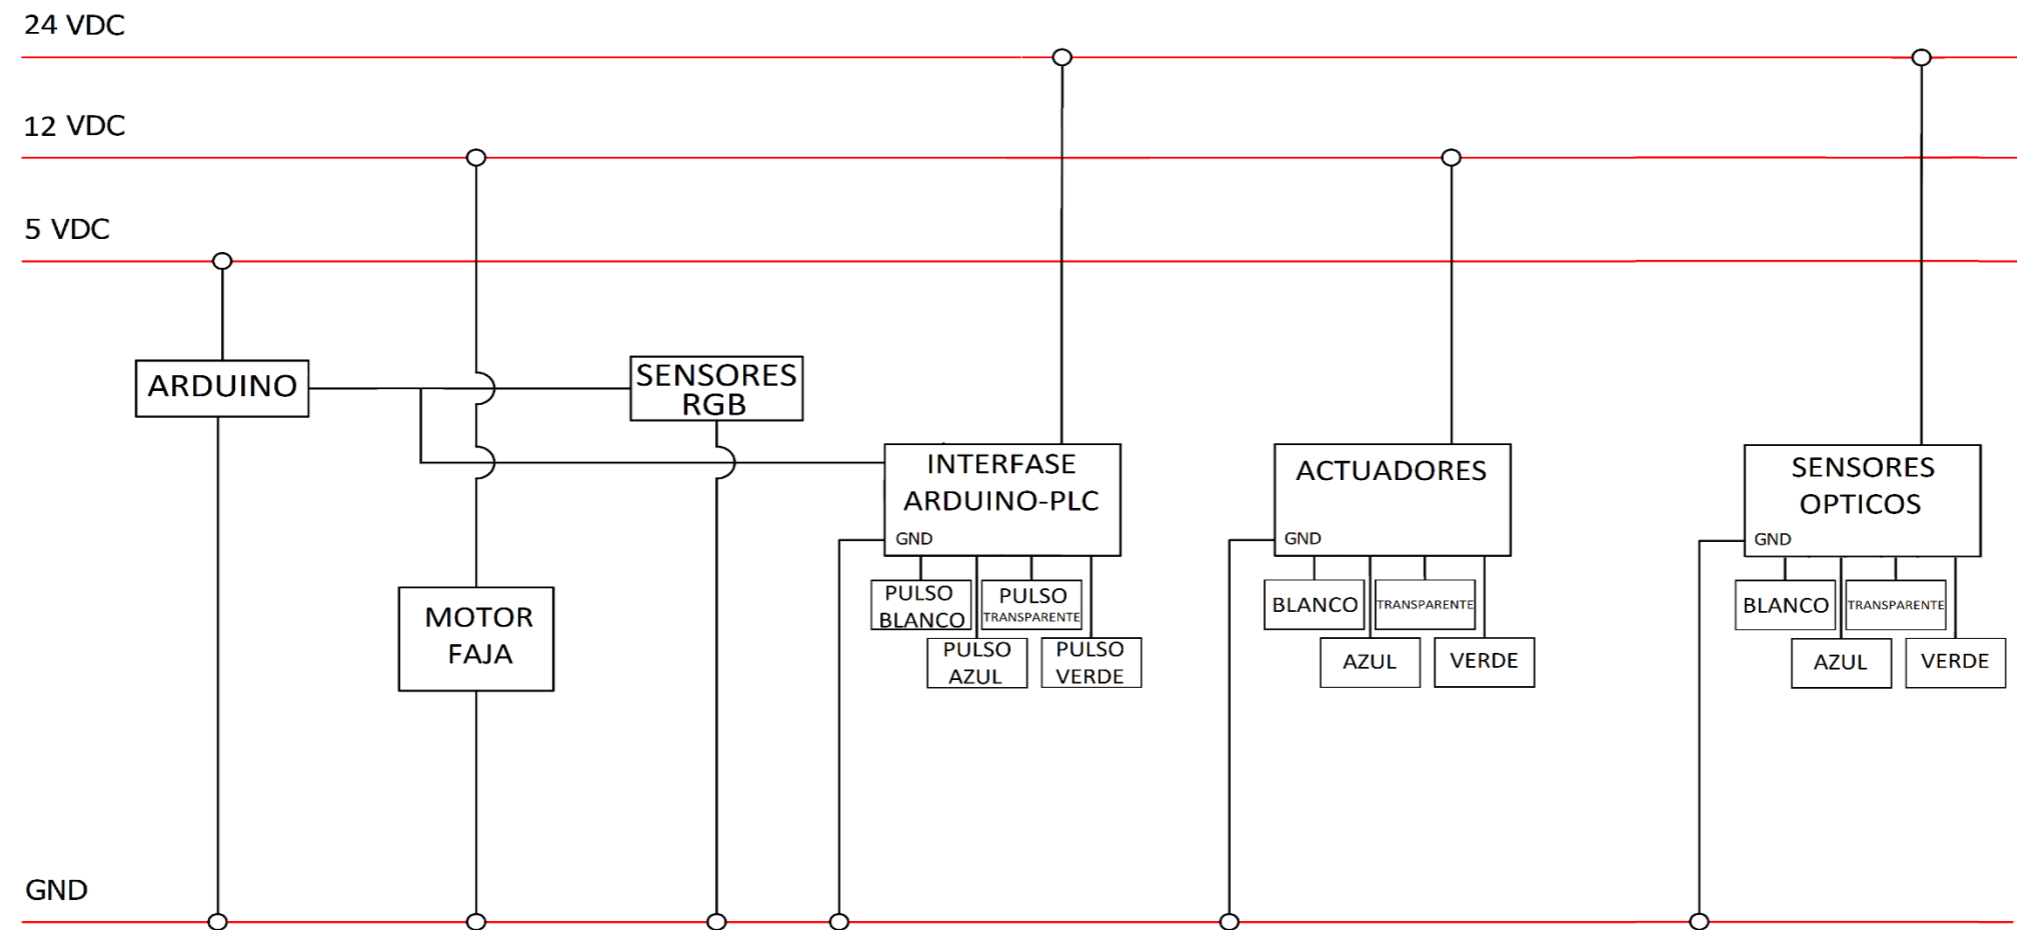 24 VDC
12 VDC
5 VDC
ARDUINO
SENSORES
RGB
MOTOR
FAJA
INTERFASE
ARDUINO-PLC
GND
PULSO
BLANCO
PULSO
TRANSPARENTE
PULSO
AZUL
PULSO
VERDE
ACTUADORES
GND
BLANCO
TRANSPARENTE
AZUL
VERDE
SENSORES
OPTICOS
GND
BLANCO
TRANSPARENTE
AZUL
VERDE
GND